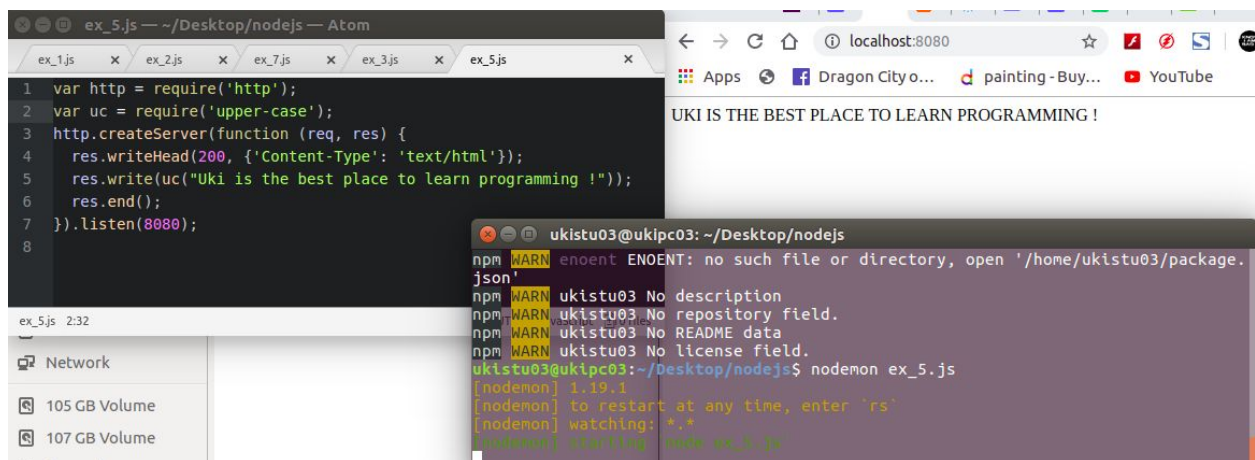 ex_5.js — ~/Desktop/nodejs — Atom
ex_1.js
ex_2.js
ex_7.js
ex_3.js
ex_5.js
1 var http = require('http');
2 var uc = require('upper-case');
3 http.createServer(function (req, res) {
4 res.writeHead(200, {'Content-Type': 'text/html'});
5 res.write(uc("Uki is the best place to learn programming !"));
6 res.end();
7 }).listen(8080);
8
ex_5.js 2:32
Network
105 GB Volume
107 GB Volume
localhost:8080
Apps
Dragon City o...
painting - Buy...
YouTube
UKI IS THE BEST PLACE TO LEARN PROGRAMMING !
ukistu03@ukipc03: ~/Desktop/nodejs
npm WARN enoent ENOENT: no such file or directory, open '/home/ukistu03/package.
json'
npm WARN ukistu03 No description
npm WARN ukistu03 No repository field.
npm WARN ukistu03 No README data
npm WARN ukistu03 No license field.
ukistu03@ukipc03:~/Desktop/nodejs$ nodemon ex_5.js
[nodemon] 1.19.1
[nodemon] to restart at any time, enter `rs`
[nodemon] watching: *.*
[nodemon] starting `node ex_5.js`